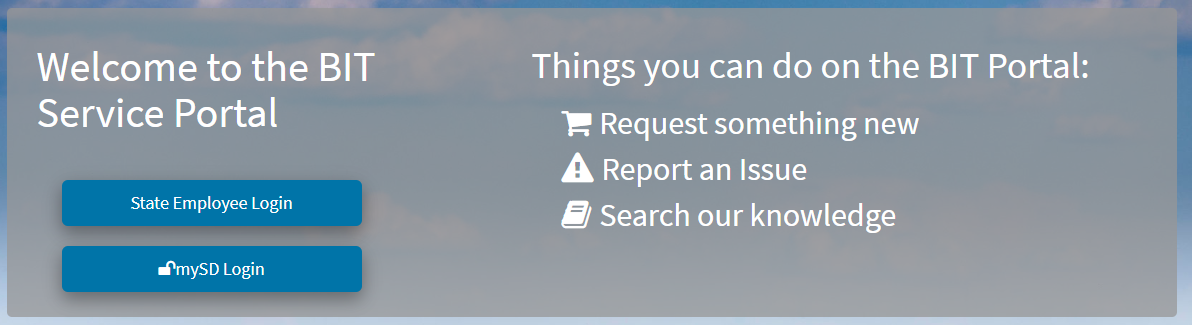 Welcome to the BIT
Service Portal
State Employee Login
mySD Login
Things you can do on the BIT Portal:
Request something new
Report an Issue
Search our knowledge